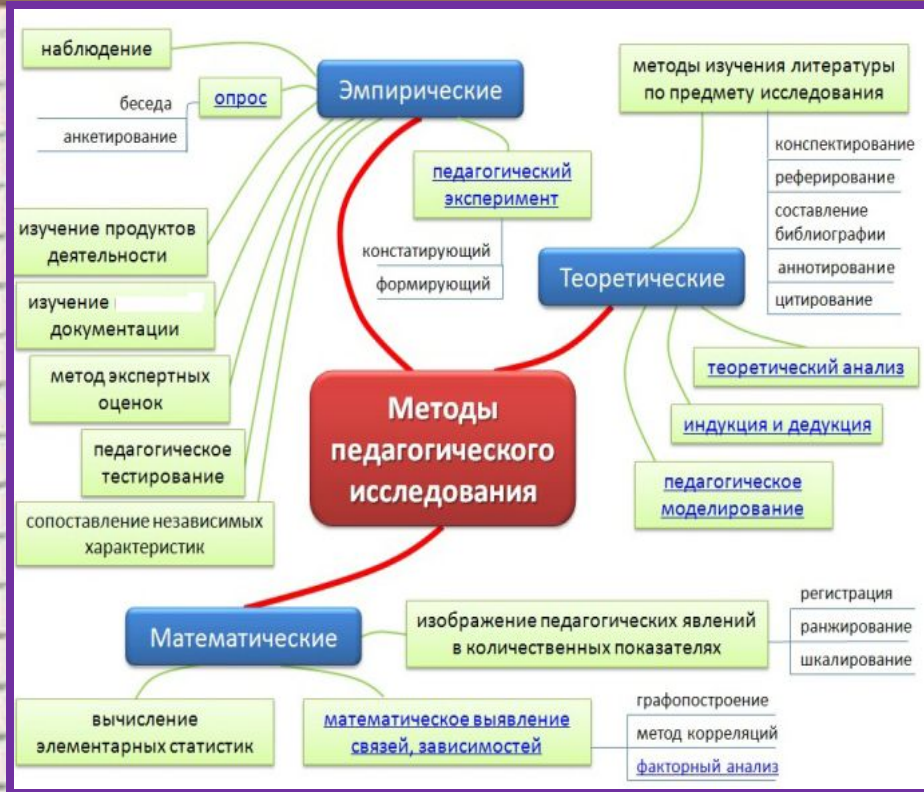 наблюдение
опрос
беседа
анкетирование
Эмпирические
педагогический
эксперимент
констатирующий
формирующий
изучение продуктов
деятельности
изучение
документации
метод экспертных
оценок
педагогическое
тестирование
сопоставление независимых
характеристик
методы изучения литературы
по предмету исследования
конспектирование
реферирование
составление
библиографии
аннотирование
цитирование
Теоретические
теоретический анализ
индукция и дедукция
педагогическое
моделирование
Методы
педагогического
исследования
Математические
изображение педагогических явлений
в количественных показателях
регистрация
ранжирование
шкалирование
вычисление
элементарных статистик
математическое выявление
связей, зависимостей
графопостроение
метод корреляций
факторный анализ